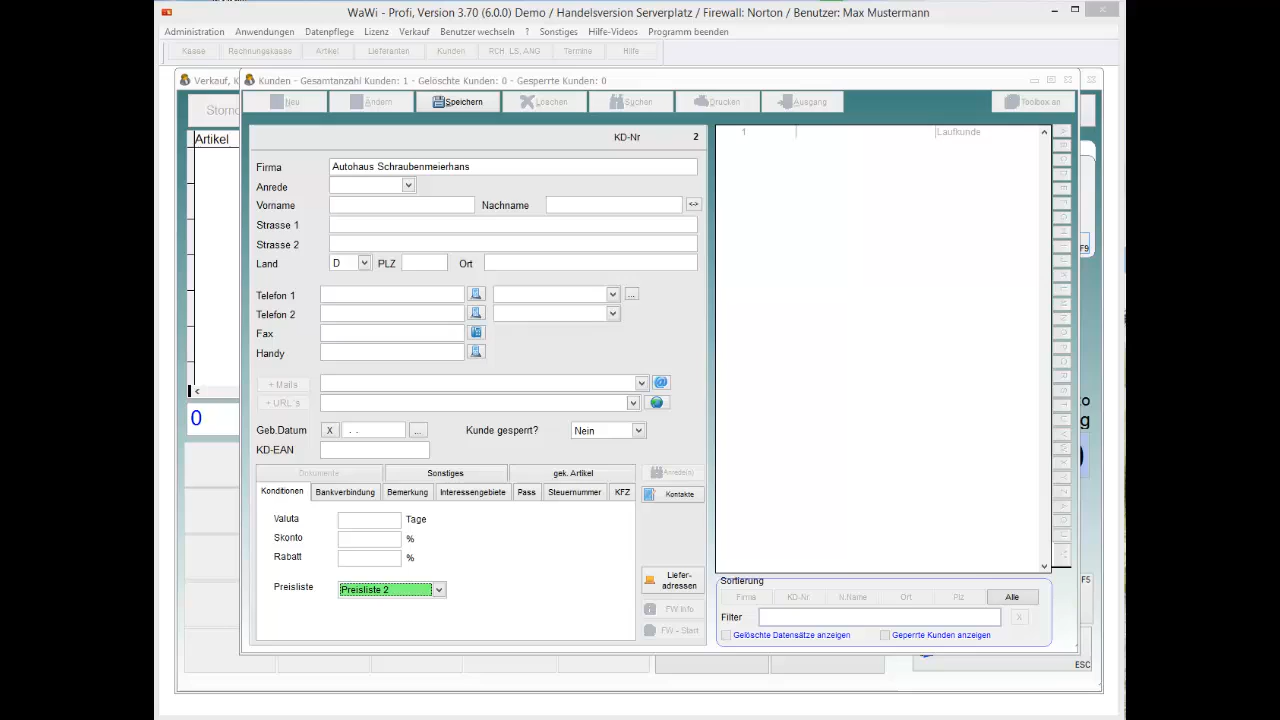 WaWi - Profi, Version 3.70 (6.0.0) Demo / Handelsversion Serverplatz / Firewall: Norton / Benutzer: Max Mustermann
Administration Anwendungen Datenpflege Lizenz Verkauf Benutzer wechseln ? Sonstiges Hilfe-Videos Programm beenden
Kasse Rechnungskasse Artikel Lieferanten Kunden RCH, LS, ANG Termine Hilfe
Verkauf, K
Kunden - Gesamtanzahl Kunden: 1 - Gelöschte Kunden: 0 - Gesperrte Kunden: 0
Storno
Neu Ändern Speichern Löschen Suchen Drucken Ausgang Toolbox an
Artikel
KD-Nr 2
1 Laufkunde
Firma Autohaus Schraubenmeierhans
Anrede
Vorname Nachname <->
Strasse 1
Strasse 2
F9
Land D PLZ Ort
Telefon 1 ...
Telefon 2
Fax
Handy
+ Mails @
+ URL´s
<
0
Geb.Datum X . . ... Kunde gesperrt? Nein
KD-EAN
Dokumente Sonstiges gek. Artikel Anrede(n)
Konditionen Bankverbindung Bemerkung Interessengebiete Pass Steuernummer KFZ Kontakte
Valuta Tage
Skonto %
Rabatt %
Preisliste Preisliste 2
Liefer-
adressen
FW Info
FW - Start
Sortierung
Firma KD-Nr N.Name Ort Plz Alle
Filter X
Gelöschte Datensätze anzeigen Geperrte Kunden anzeigen
F5
ESC